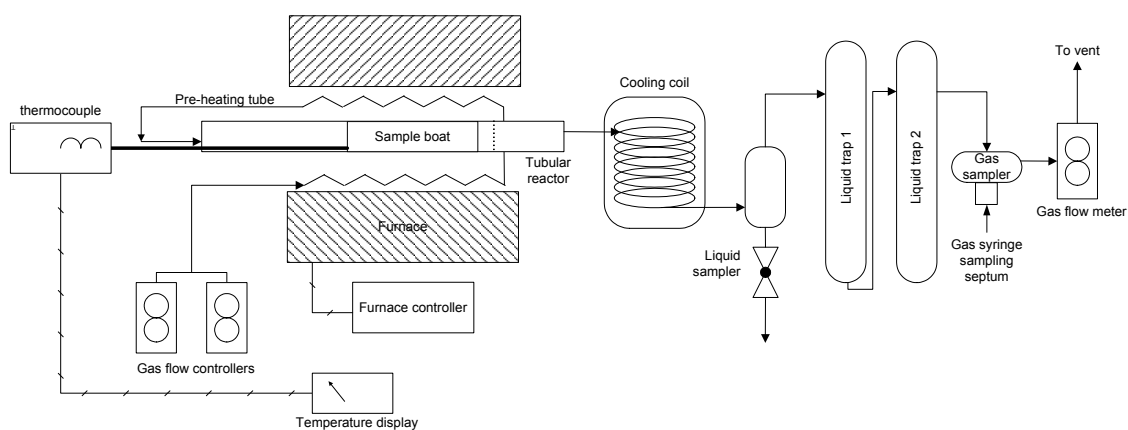 Cooling coil
To vent
Pre-heating tube
thermocouple
Sample boat
Tubular
reactor
Liquid trap 1
Liquid trap 2
Gas
sampler
Gas flow meter
Furnace
Liquid
sampler
Gas syringe
sampling
septum
Furnace controller
Gas flow controllers
Temperature display